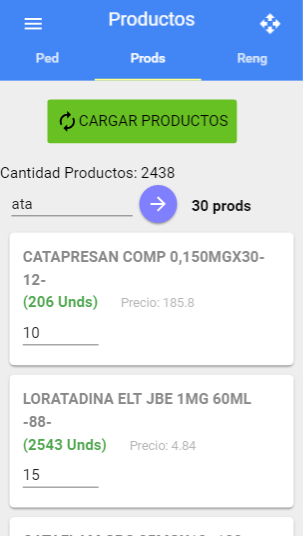 Productos
Ped Prods Reng
CARGAR PRODUCTOS
Cantidad Productos: 2438
ata 30 prods
CATAPRESAN COMP 0,150MGX30-
12-
(206 Unds) Precio: 185.8
10
LORATADINA ELT JBE 1MG 60ML
-88-
(2543 Unds) Precio: 4.84
15